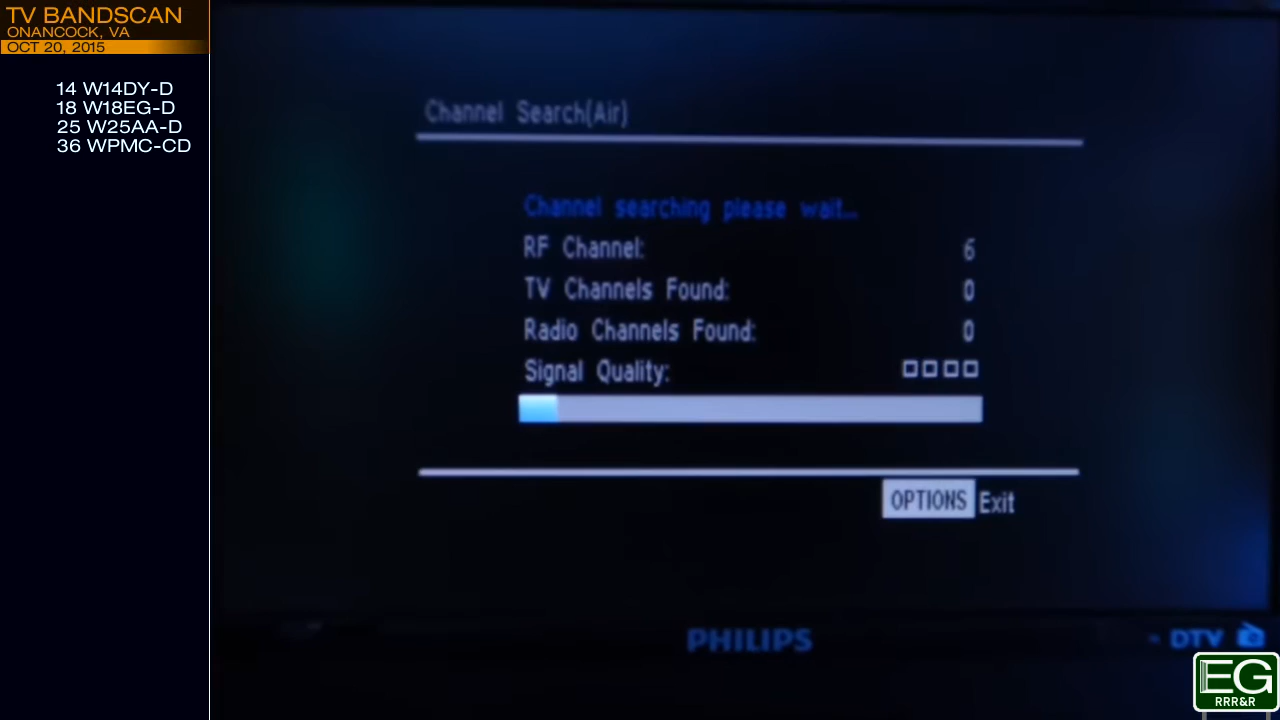 TV BANDSCAN
ONANCOCK, VA
OCT 20, 2015
14 W14DY-D
18 W18EG-D
25 W25AA-D
36 WPMC-CD
Channel Search(Air)
Channel searching please wait...
RF Channel: 6
TV Channels Found: 0
Radio Channels Found: 0
Signal Quality:
OPTIONS Exit
PHILIPS
- DTV
EG
RRR&R